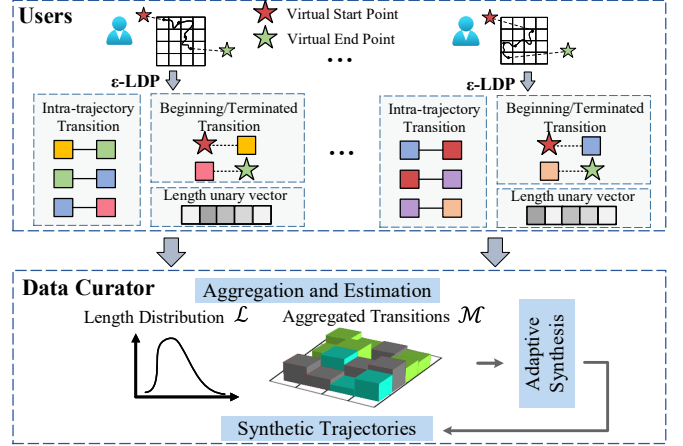 Users
Virtual Start Point
Virtual End Point
...
ε-LDP
ε-LDP
Intra-trajectory
Transition
Beginning/Terminated
Transition
Length unary vector
...
Intra-trajectory
Transition
Beginning/Terminated
Transition
Length unary vector
Data Curator
Aggregation and Estimation
Length Distribution ℒ
Aggregated Transitions ℳ
Adaptive
Synthesis
Synthetic Trajectories